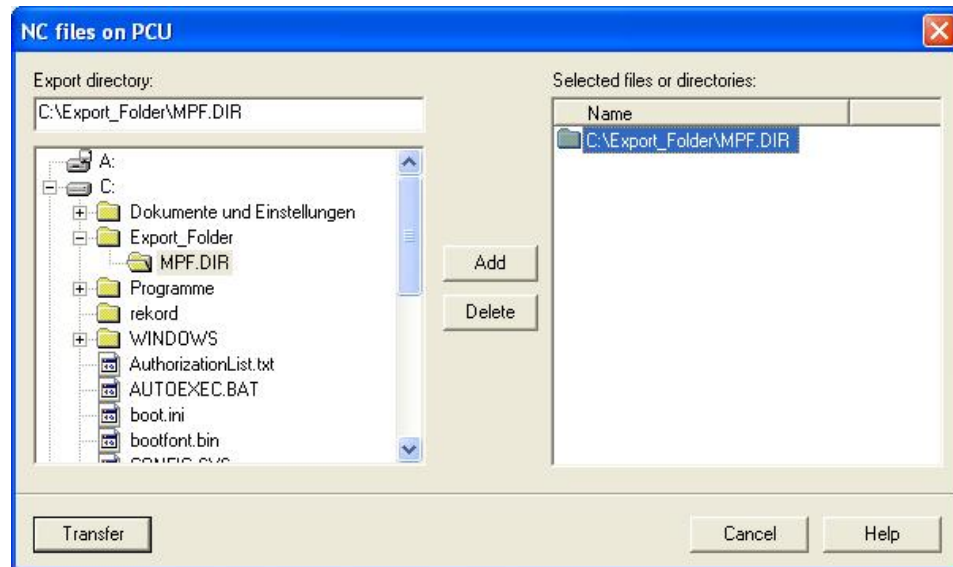 NC files on PCU
Export directory:
C:\Export_Folder\MPF.DIR
A:
C:
Dokumente und Einstellungen
Export_Folder
MPF.DIR
Programme
rekord
WINDOWS
AuthorizationList.txt
AUTOEXEC.BAT
boot.ini
bootfont.bin
Add
Delete
Selected files or directories:
Name
C:\Export_Folder\MPF.DIR
Transfer
Cancel
Help